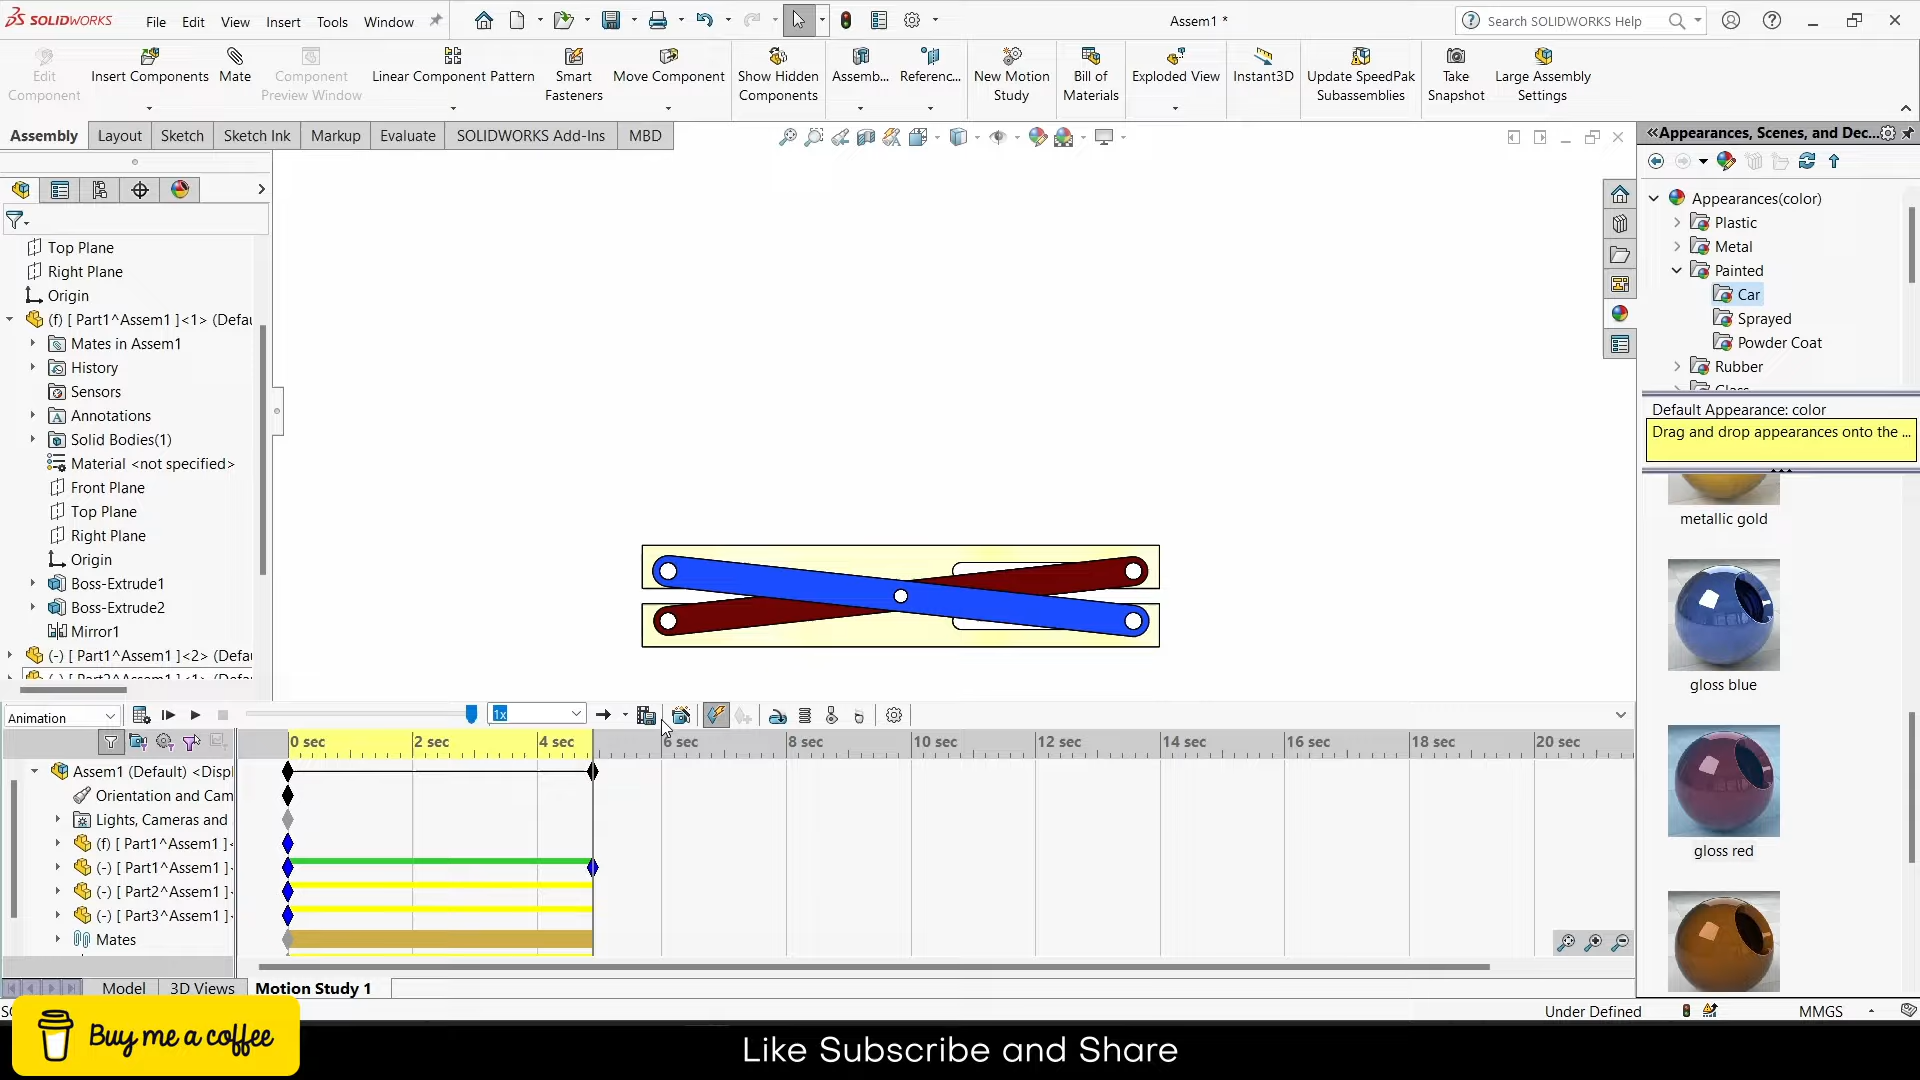 SOLIDWORKS File Edit View Insert Tools Window Assem1 * Search SOLIDWORKS Help
Edit Component
Insert Components
Mate
Component Preview Window
Linear Component Pattern
Smart Fasteners
Move Component
Show Hidden Components
Assemb...
Referenc...
New Motion Study
Bill of Materials
Exploded View
Instant3D
Update SpeedPak Subassemblies
Take Snapshot
Large Assembly Settings
Assembly Layout Sketch Sketch Ink Markup Evaluate SOLIDWORKS Add-Ins MBD
Top Plane
Right Plane
Origin
(f) [ Part1^Assem1 ]<1> (Defau
Mates in Assem1
History
Sensors
Annotations
Solid Bodies(1)
Material <not specified>
Front Plane
Top Plane
Right Plane
Origin
Boss-Extrude1
Boss-Extrude2
Mirror1
(-) [ Part1^Assem1 ]<2> (Defau
(-) [ Part2^Assem1 ]<1> (Defau
«Appearances, Scenes, and Dec...
Appearances(color)
Plastic
Metal
Painted
Car
Sprayed
Powder Coat
Rubber
Glass
Default Appearance: color
Drag and drop appearances onto the ...
metallic gold
gloss blue
gloss red
Animation 1x
0 sec 2 sec 4 sec 6 sec 8 sec 10 sec 12 sec 14 sec 16 sec 18 sec 20 sec
Assem1 (Default) <Displ
Orientation and Cam
Lights, Cameras and
(f) [ Part1^Assem1 ]<
(-) [ Part1^Assem1 ]<
(-) [ Part2^Assem1 ]<
(-) [ Part3^Assem1 ]<
Mates
Model 3D Views Motion Study 1
Under Defined MMGS
Buy me a coffee
Like Subscribe and Share